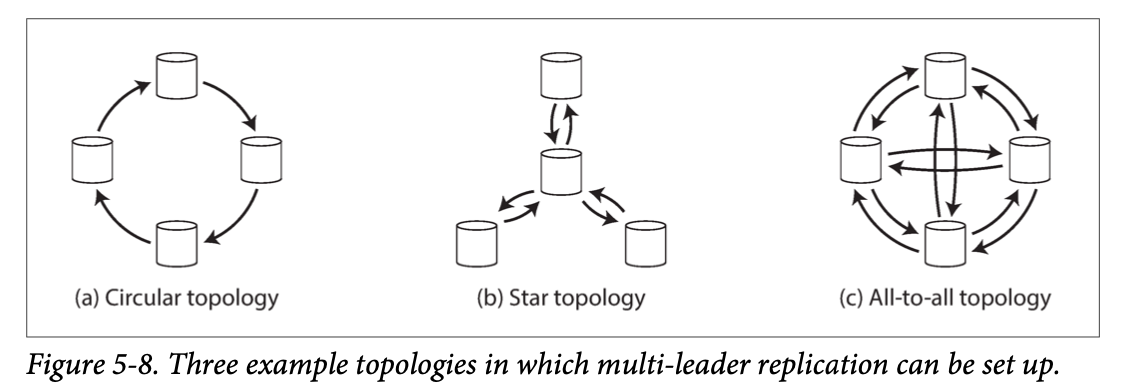 (a) Circular topology
(b) Star topology
(c) All-to-all topology
Figure 5-8. Three example topologies in which multi-leader replication can be set up.